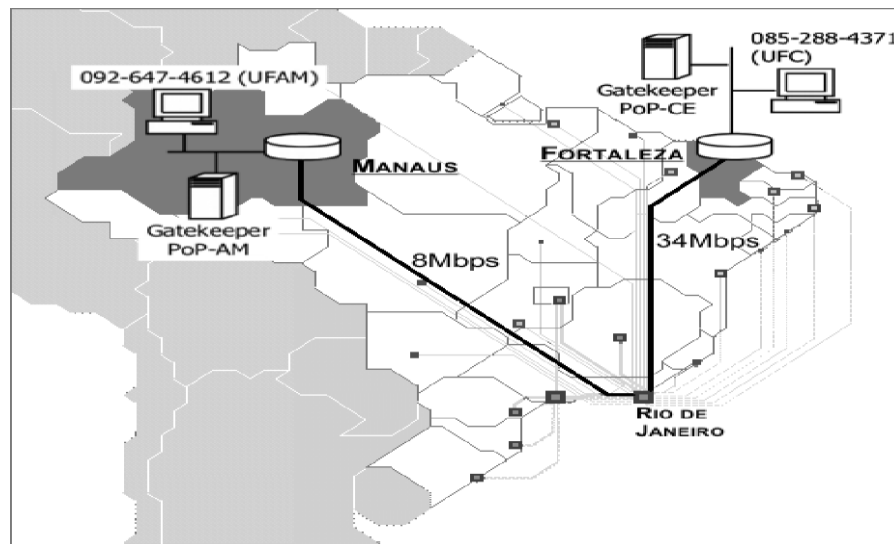 085-288-4371
(UFC)
092-647-4612 (UFAM)
Gatekeeper
PoP-CE
MANAUS
FORTALEZA
Gatekeeper
PoP-AM
8Mbps
34Mbps
RIO DE
JANEIRO